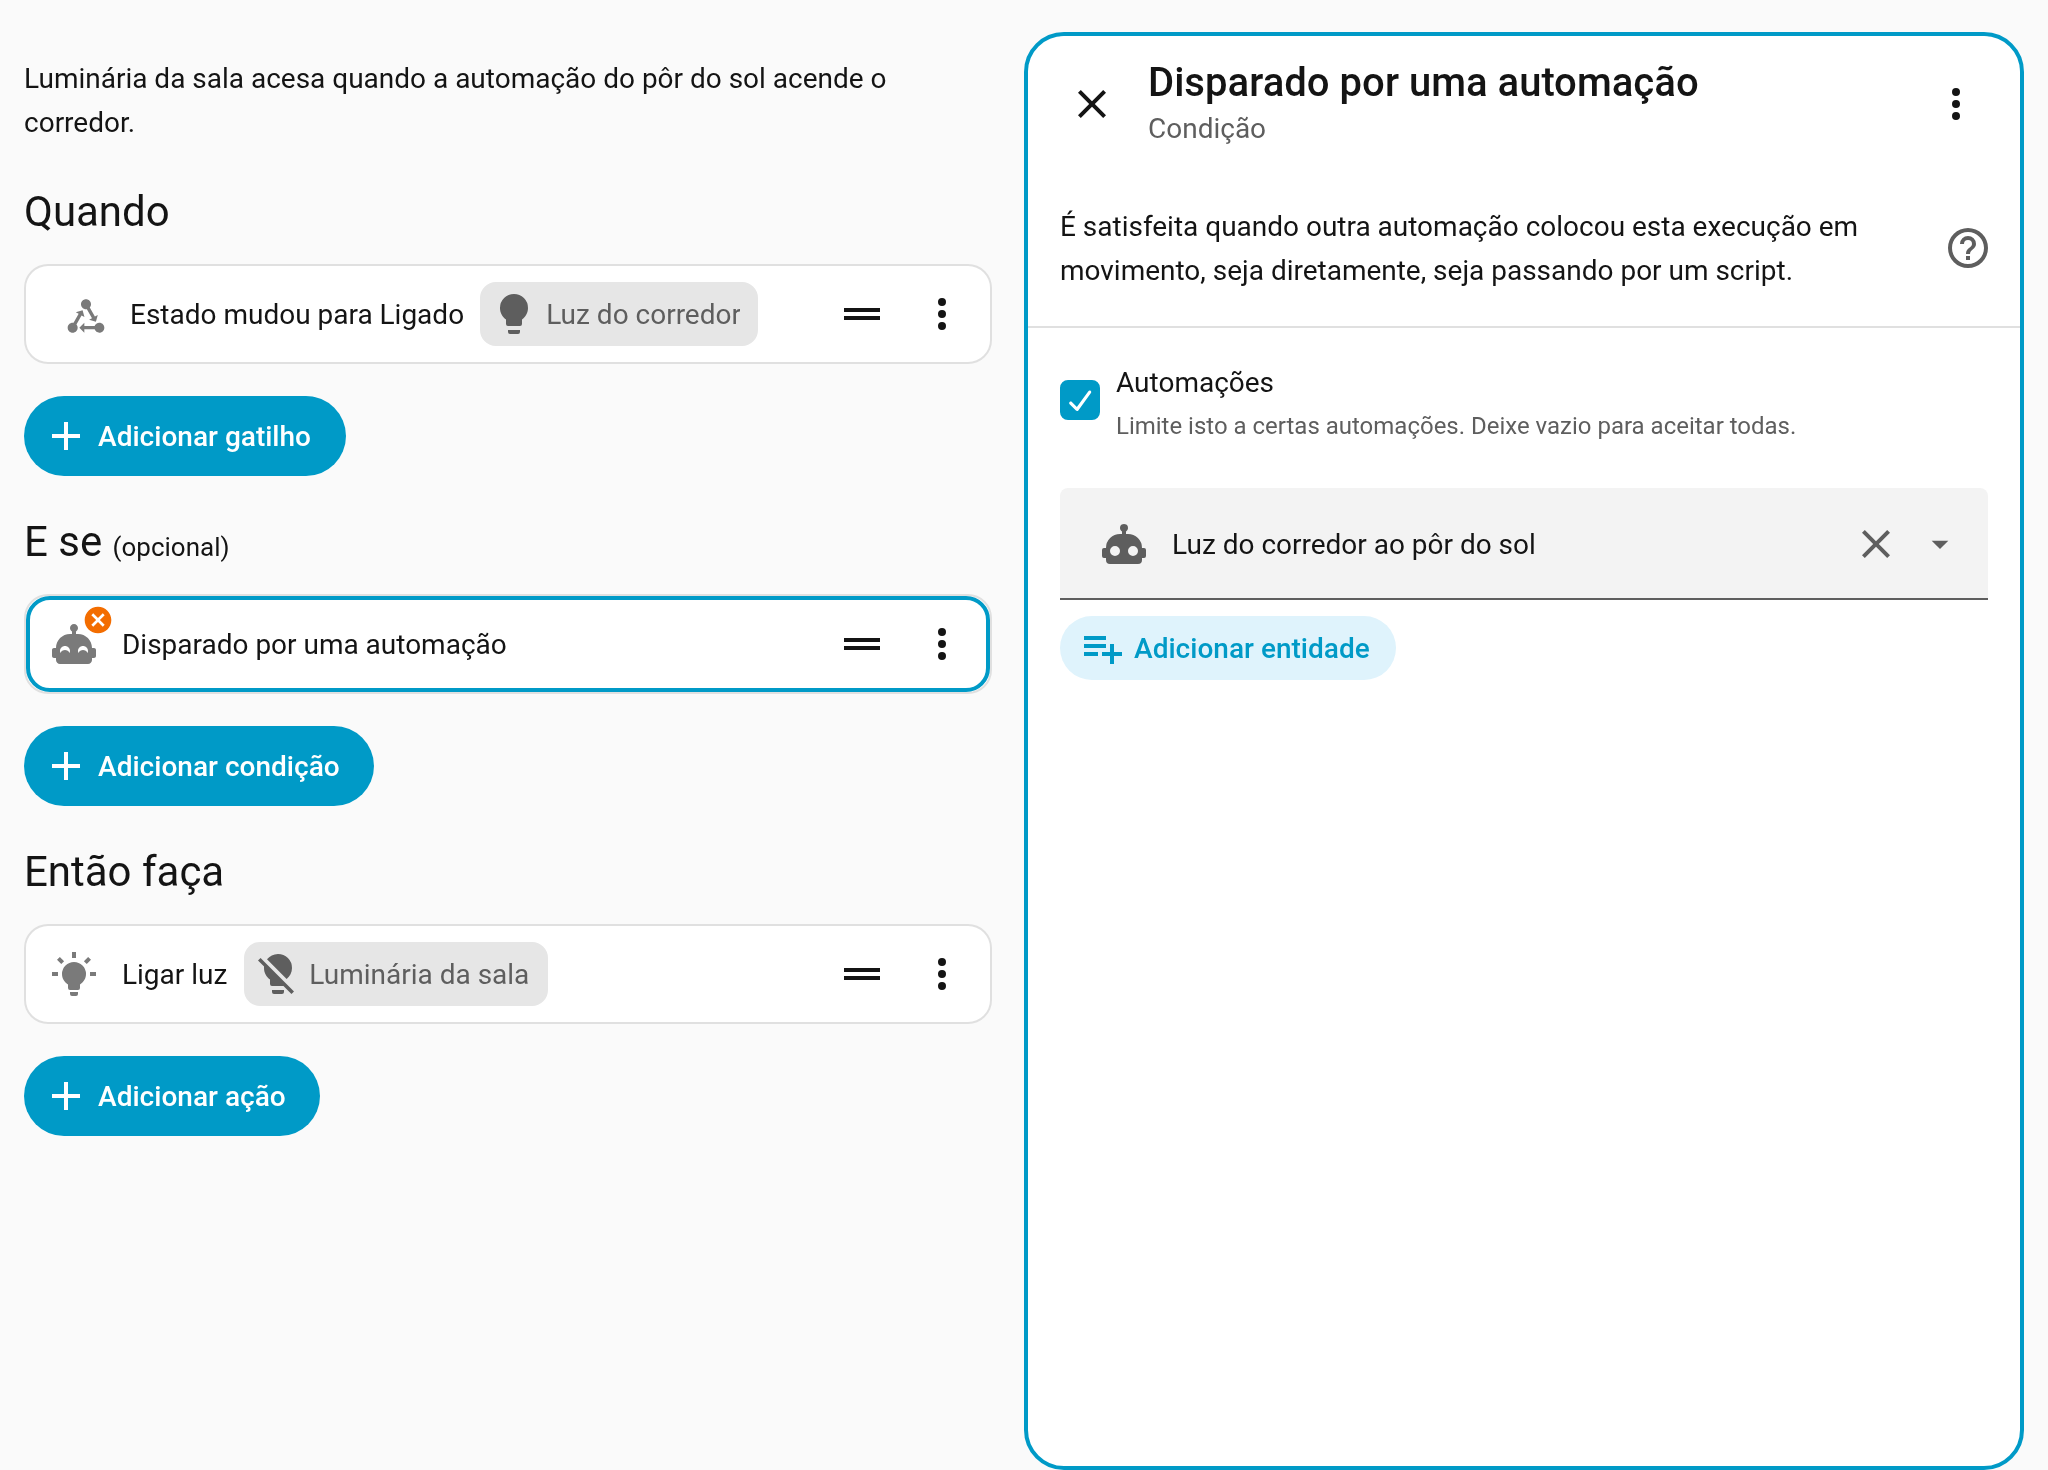 Luminária da sala acesa quando a automação do pôr do sol acende o
corredor.
Quando
Estado mudou para Ligado
Luz do corredor
Adicionar gatilho
E se (opcional)
Disparado por uma automação
Adicionar condição
Então faça
Ligar luz
Luminária da sala
Adicionar ação
Disparado por uma automação
Condição
É satisfeita quando outra automação colocou esta execução em
movimento, seja diretamente, seja passando por um script.
Automações
Limite isto a certas automações. Deixe vazio para aceitar todas.
Luz do corredor ao pôr do sol
Adicionar entidade